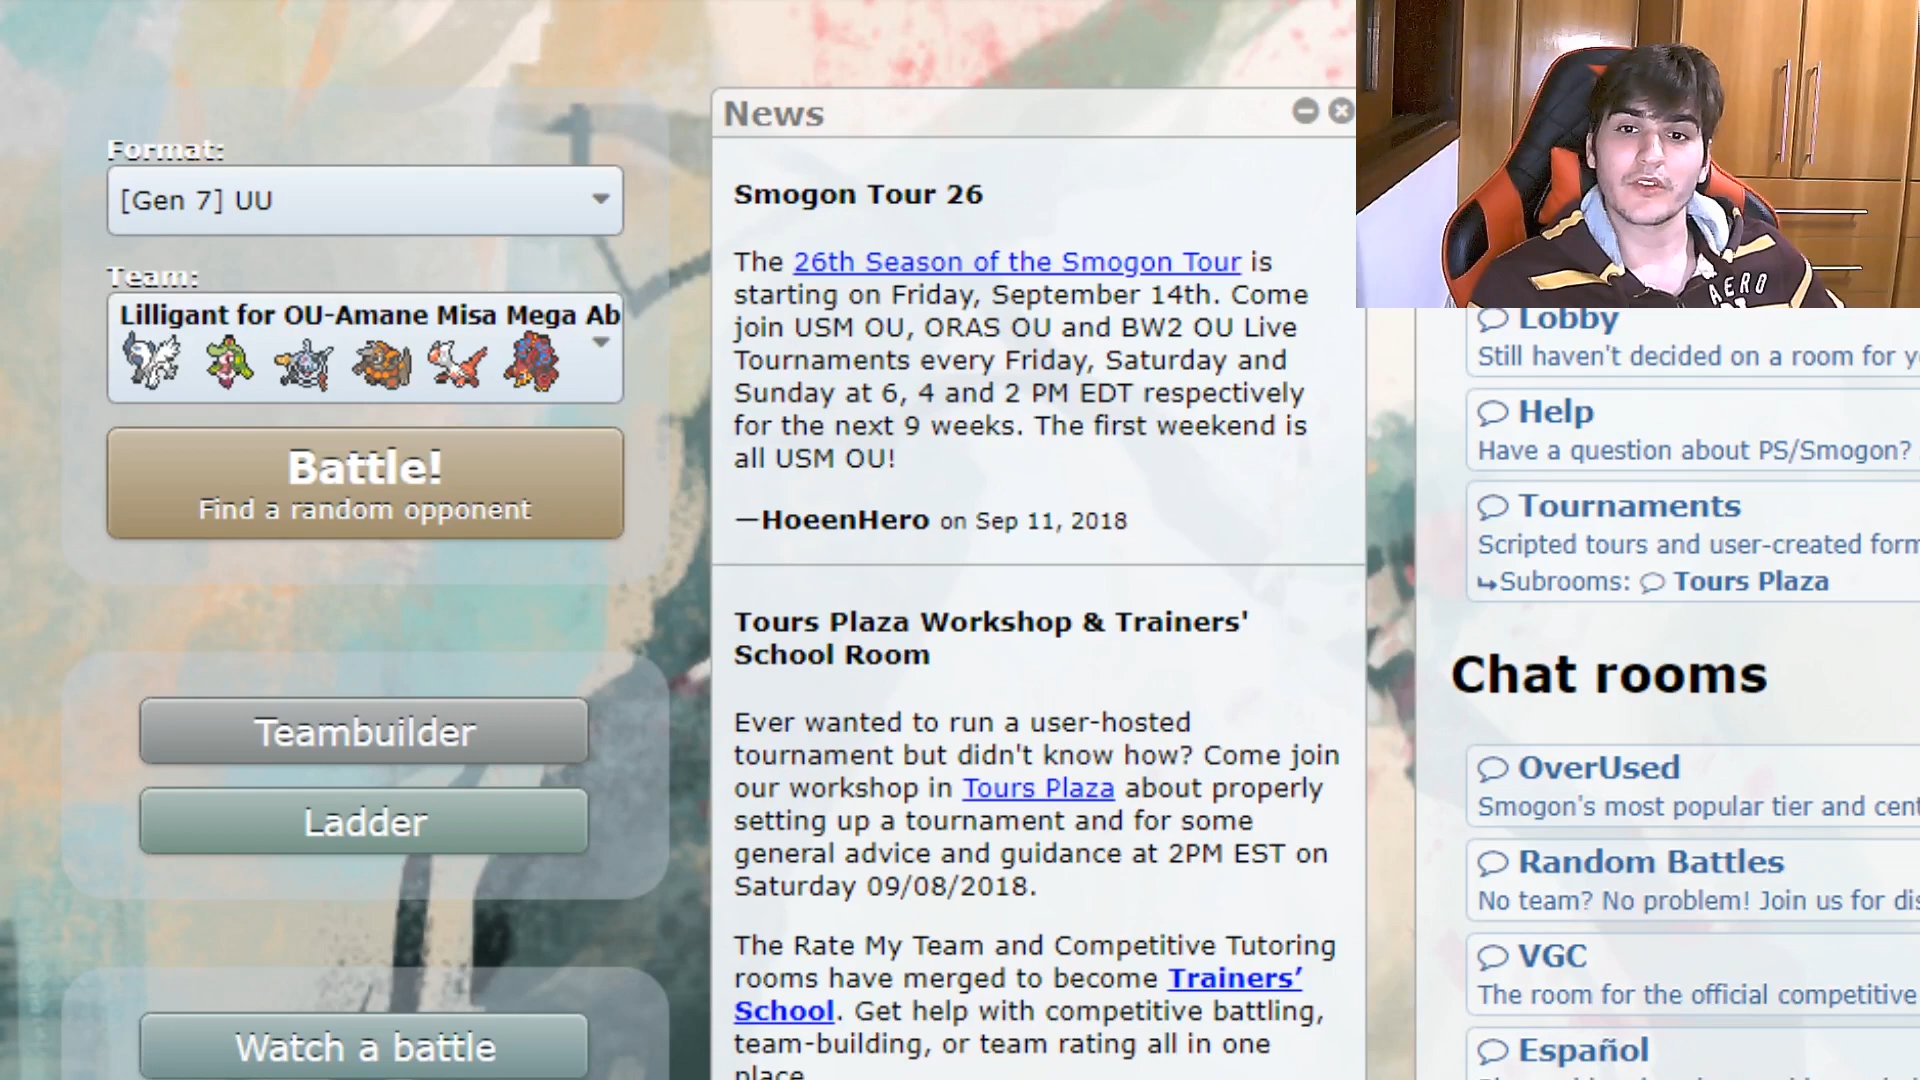 Format:
[Gen 7] UU
Team:
Lilligant for OU-Amane Misa Mega Ab
Battle!
Find a random opponent
Teambuilder
Ladder
Watch a battle
News
Smogon Tour 26
The 26th Season of the Smogon Tour is
starting on Friday, September 14th. Come
join USM OU, ORAS OU and BW2 OU Live
Tournaments every Friday, Saturday and
Sunday at 6, 4 and 2 PM EDT respectively
for the next 9 weeks. The first weekend is
all USM OU!
—HoeenHero on Sep 11, 2018
Tours Plaza Workshop & Trainers'
School Room
Ever wanted to run a user-hosted
tournament but didn't know how? Come join
our workshop in Tours Plaza about properly
setting up a tournament and for some
general advice and guidance at 2PM EST on
Saturday 09/08/2018.
The Rate My Team and Competitive Tutoring
rooms have merged to become Trainers’
School. Get help with competitive battling,
team-building, or team rating all in one
place.
AERO
Lobby
Still haven't decided on a room for y
Help
Have a question about PS/Smogon?
Tournaments
Scripted tours and user-created form
↳Subrooms: Tours Plaza
Chat rooms
OverUsed
Smogon's most popular tier and cent
Random Battles
No team? No problem! Join us for dis
VGC
The room for the official competitive
Español